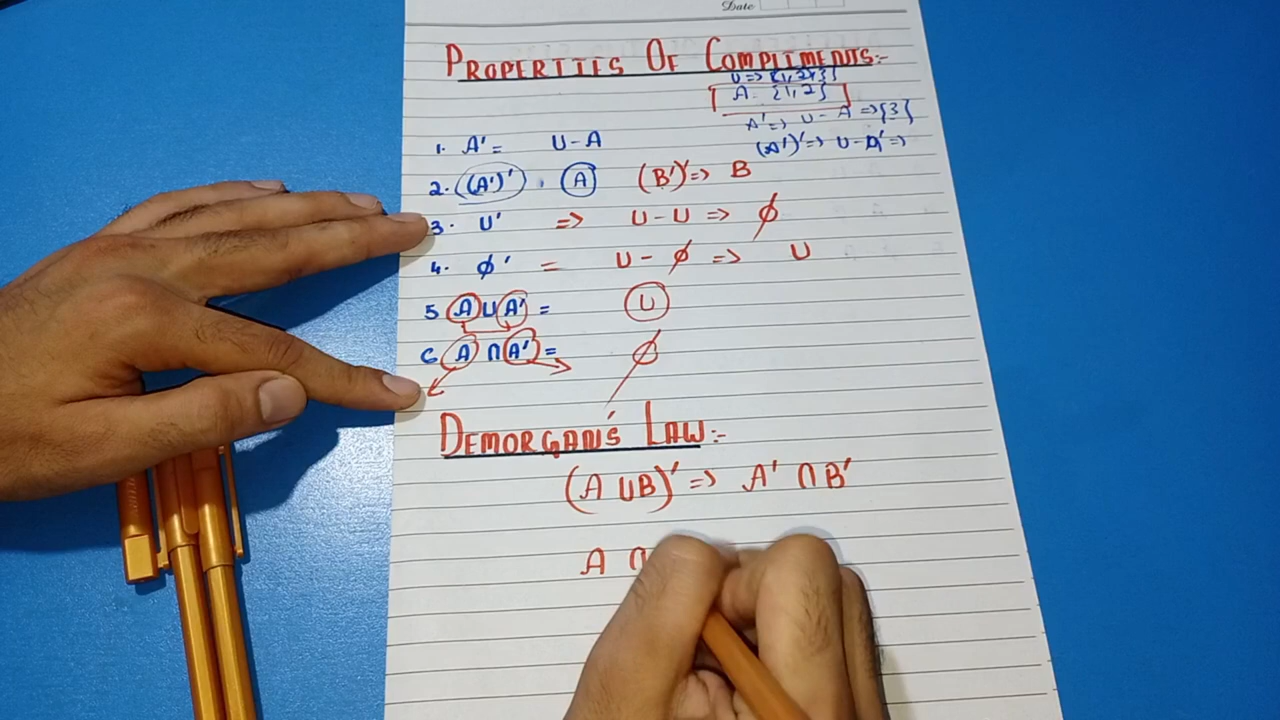 Date
PROPERTIES OF COMPLIMENTS:-
U => {1,2,3}
A = {1,2}
A' => U - A => {3}
(A')' => U - A' =>
1. A' = U - A
2. (A')' = A (B')' => B
3. U' => U - U => ϕ
4. ϕ' = U - ϕ => U
5 A U A' = U
6 A ∩ A' = ϕ
DEMORGAN'S LAW:-
(A U B)' => A' ∩ B'
A ∩